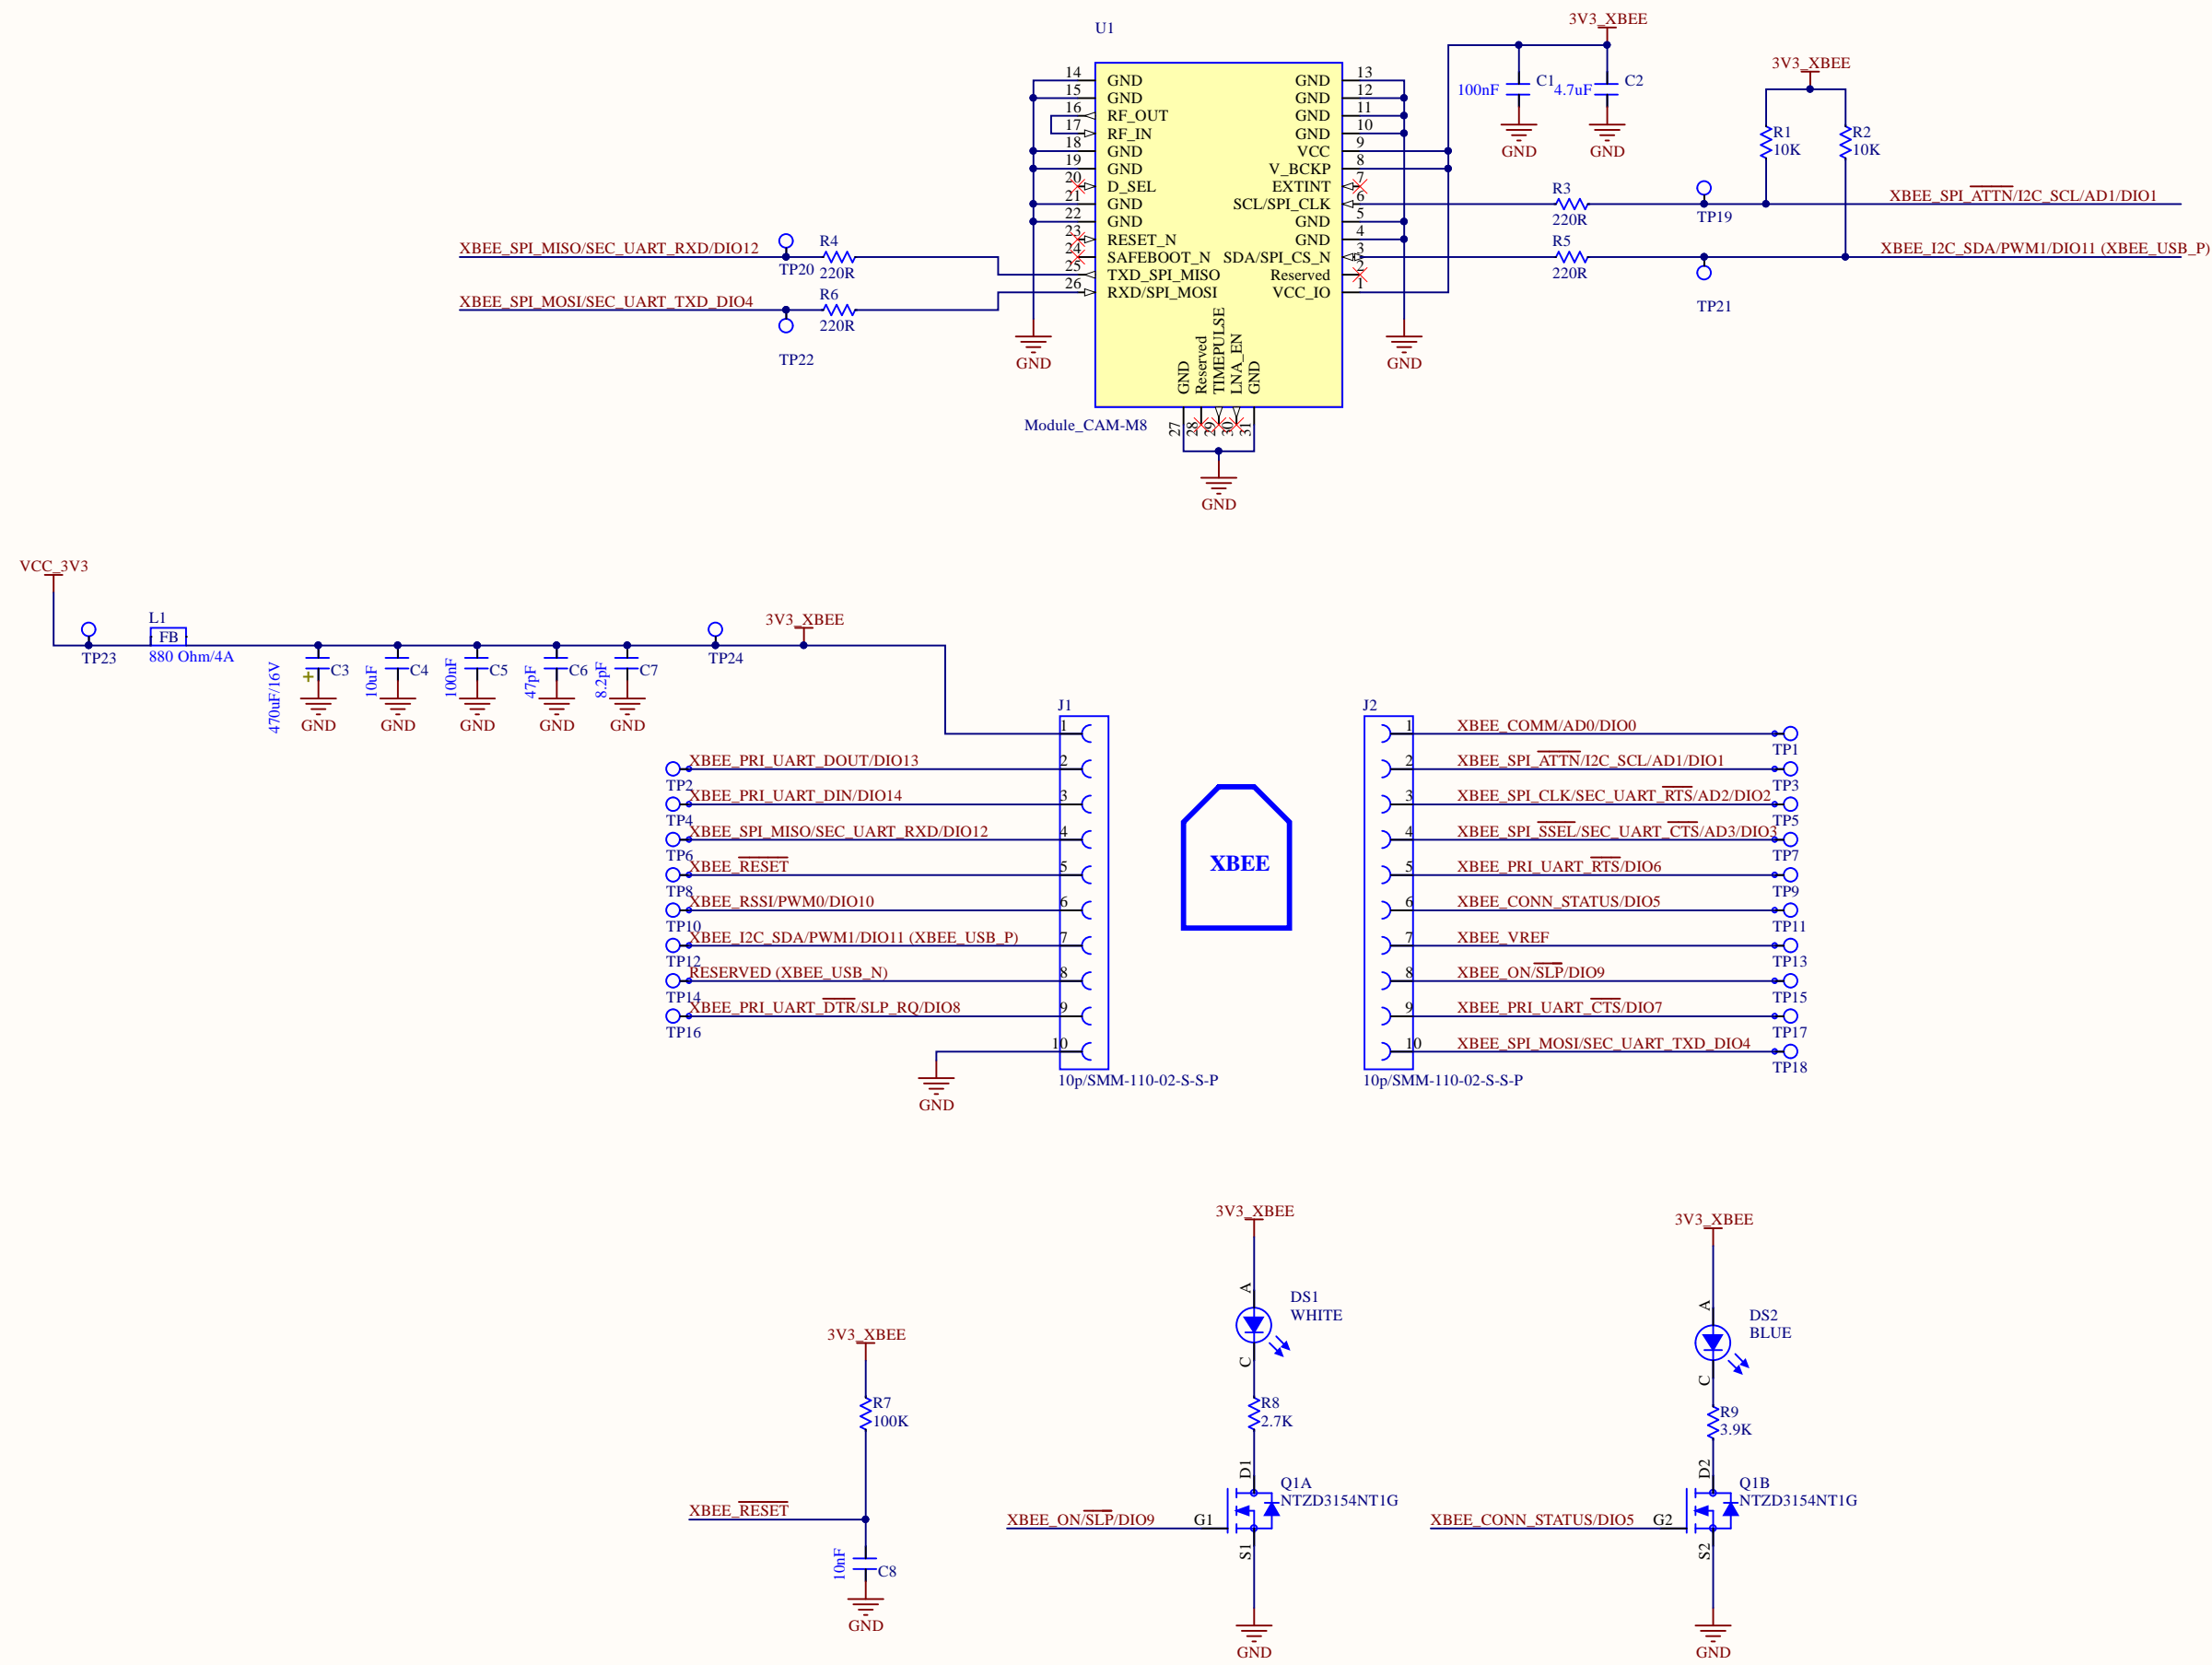 U1
3V3_XBEE
3V3_XBEE
14 GND
15 GND
16 RF_OUT
17 RF_IN
18 GND
19 GND
20 D_SEL
21 GND
22 GND
23 RESET_N
24 SAFEBOOT_N
25 TXD_SPI_MISO
26 RXD/SPI_MOSI
GND 13
GND 12
GND 11
GND 10
VCC 9
V_BCKP 8
EXTINT 7
SCL/SPI_CLK 6
GND 5
GND 4
SDA/SPI_CS_N 3
Reserved 2
VCC_IO 1
GND
Reserved
TIMEPULSE
LNA_EN
GND
27
28
29
30
31
Module_CAM-M8
GND
GND
GND
100nF C1
4.7uF C2
GND
GND
R1
10K
R2
10K
R3
220R
TP19
XBEE_SPI_ATTN/I2C_SCL/AD1/DIO1
R5
220R
TP21
XBEE_I2C_SDA/PWM1/DIO11 (XBEE_USB_P)
XBEE_SPI_MISO/SEC_UART_RXD/DIO12
TP20
R4
220R
XBEE_SPI_MOSI/SEC_UART_TXD_DIO4
TP22
R6
220R
VCC_3V3
TP23
L1
FB
880 Ohm/4A
470uF/16V
+
C3
GND
10uF
C4
GND
100nF
C5
GND
47pF
C6
GND
8.2pF
C7
GND
TP24
3V3_XBEE
J1
1
XBEE_PRI_UART_DOUT/DIO13 2
TP2
XBEE_PRI_UART_DIN/DIO14 3
TP4
XBEE_SPI_MISO/SEC_UART_RXD/DIO12 4
TP6
XBEE_RESET 5
TP8
XBEE_RSSI/PWM0/DIO10 6
TP10
XBEE_I2C_SDA/PWM1/DIO11 (XBEE_USB_P) 7
TP12
RESERVED (XBEE_USB_N) 8
TP14
XBEE_PRI_UART_DTR/SLP_RQ/DIO8 9
TP16
10
GND
10p/SMM-110-02-S-S-P
XBEE
J2
1 XBEE_COMM/AD0/DIO0
TP1
2 XBEE_SPI_ATTN/I2C_SCL/AD1/DIO1
TP3
3 XBEE_SPI_CLK/SEC_UART_RTS/AD2/DIO2
TP5
4 XBEE_SPI_SSEL/SEC_UART_CTS/AD3/DIO3
TP7
5 XBEE_PRI_UART_RTS/DIO6
TP9
6 XBEE_CONN_STATUS/DIO5
TP11
7 XBEE_VREF
TP13
8 XBEE_ON/SLP/DIO9
TP15
9 XBEE_PRI_UART_CTS/DIO7
TP17
10 XBEE_SPI_MOSI/SEC_UART_TXD_DIO4
TP18
10p/SMM-110-02-S-S-P
3V3_XBEE
R7
100K
XBEE_RESET
10nF
C8
GND
3V3_XBEE
A
DS1
WHITE
C
R8
2.7K
D1
Q1A
NTZD3154NT1G
XBEE_ON/SLP/DIO9
G1
S1
GND
3V3_XBEE
A
DS2
BLUE
C
R9
3.9K
D2
Q1B
NTZD3154NT1G
XBEE_CONN_STATUS/DIO5
G2
S2
GND